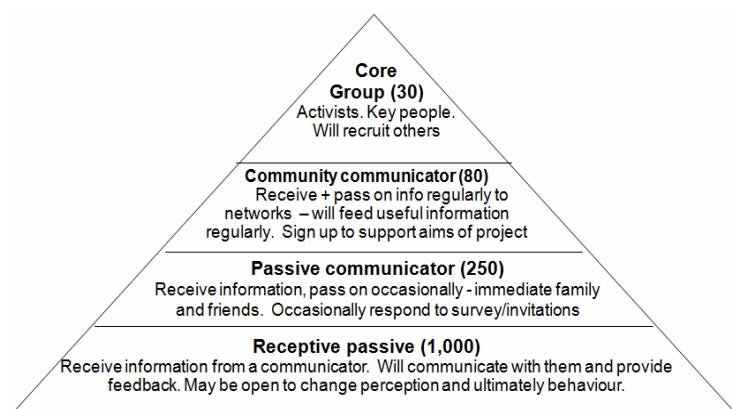 Core
Group (30)
Activists. Key people.
Will recruit others
Community communicator (80)
Receive + pass on info regularly to
networks – will feed useful information
regularly. Sign up to support aims of project
Passive communicator (250)
Receive information, pass on occasionally - immediate family
and friends. Occasionally respond to survey/invitations
Receptive passive (1,000)
Receive information from a communicator. Will communicate with them and provide
feedback. May be open to change perception and ultimately behaviour.